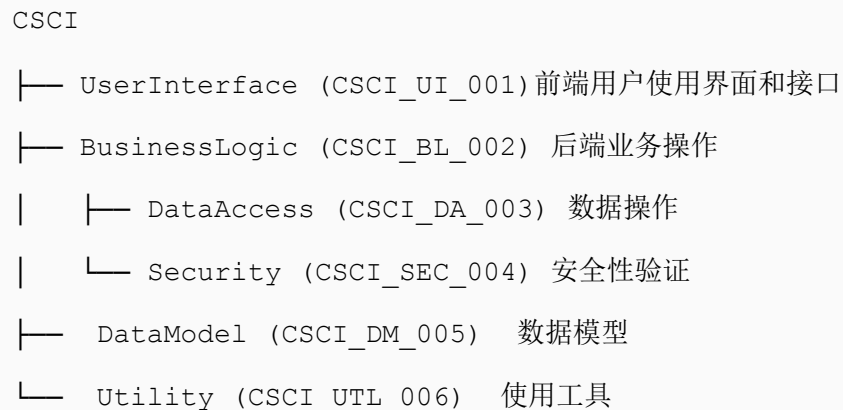 CSCI
├── UserInterface (CSCI_UI_001)前端用户使用界面和接口
├── BusinessLogic (CSCI_BL_002) 后端业务操作
│   ├── DataAccess (CSCI_DA_003) 数据操作
│   └── Security (CSCI_SEC_004) 安全性验证
├──  DataModel (CSCI_DM_005)  数据模型
└──  Utility (CSCI_UTL_006)  使用工具